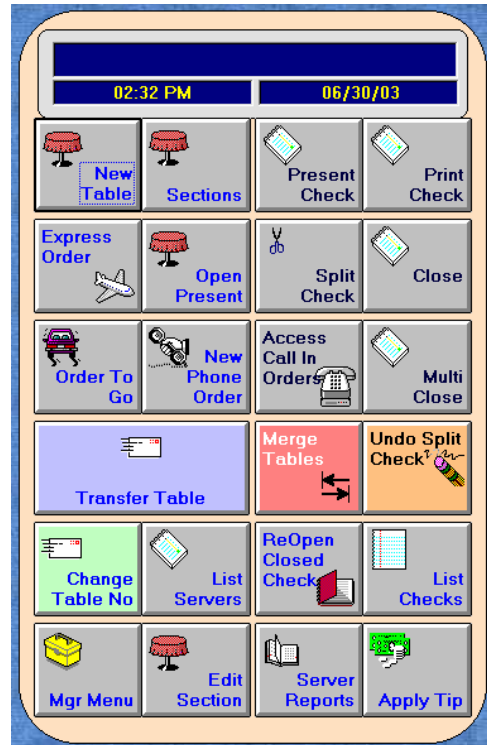 02:32 PM 06/30/03
New
Table
Sections
Present
Check
Print
Check
Express
Order
Open
Present
Split
Check
Close
Order To
Go
New
Phone
Order
Access
Call In
Orders
Multi
Close
Transfer Table
Merge
Tables
Undo Split
Check
Change
Table No
List
Servers
ReOpen
Closed
Check
List
Checks
Mgr Menu
Edit
Section
Server
Reports
Apply Tip